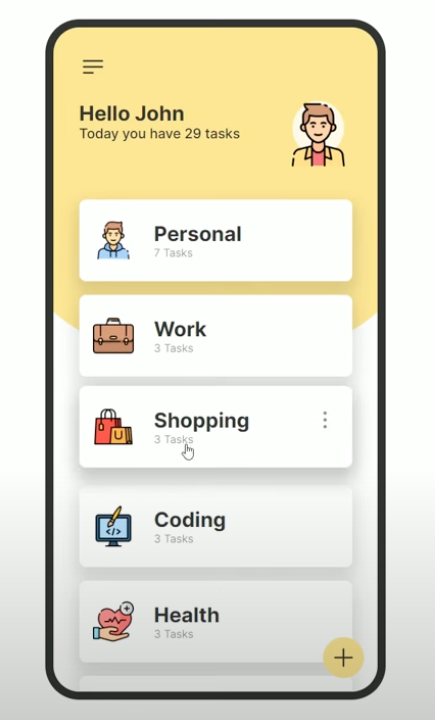 Hello John
Today you have 29 tasks
Personal
7 Tasks
Work
3 Tasks
Shopping
3 Tasks
Coding
</>
3 Tasks
Health
3 Tasks